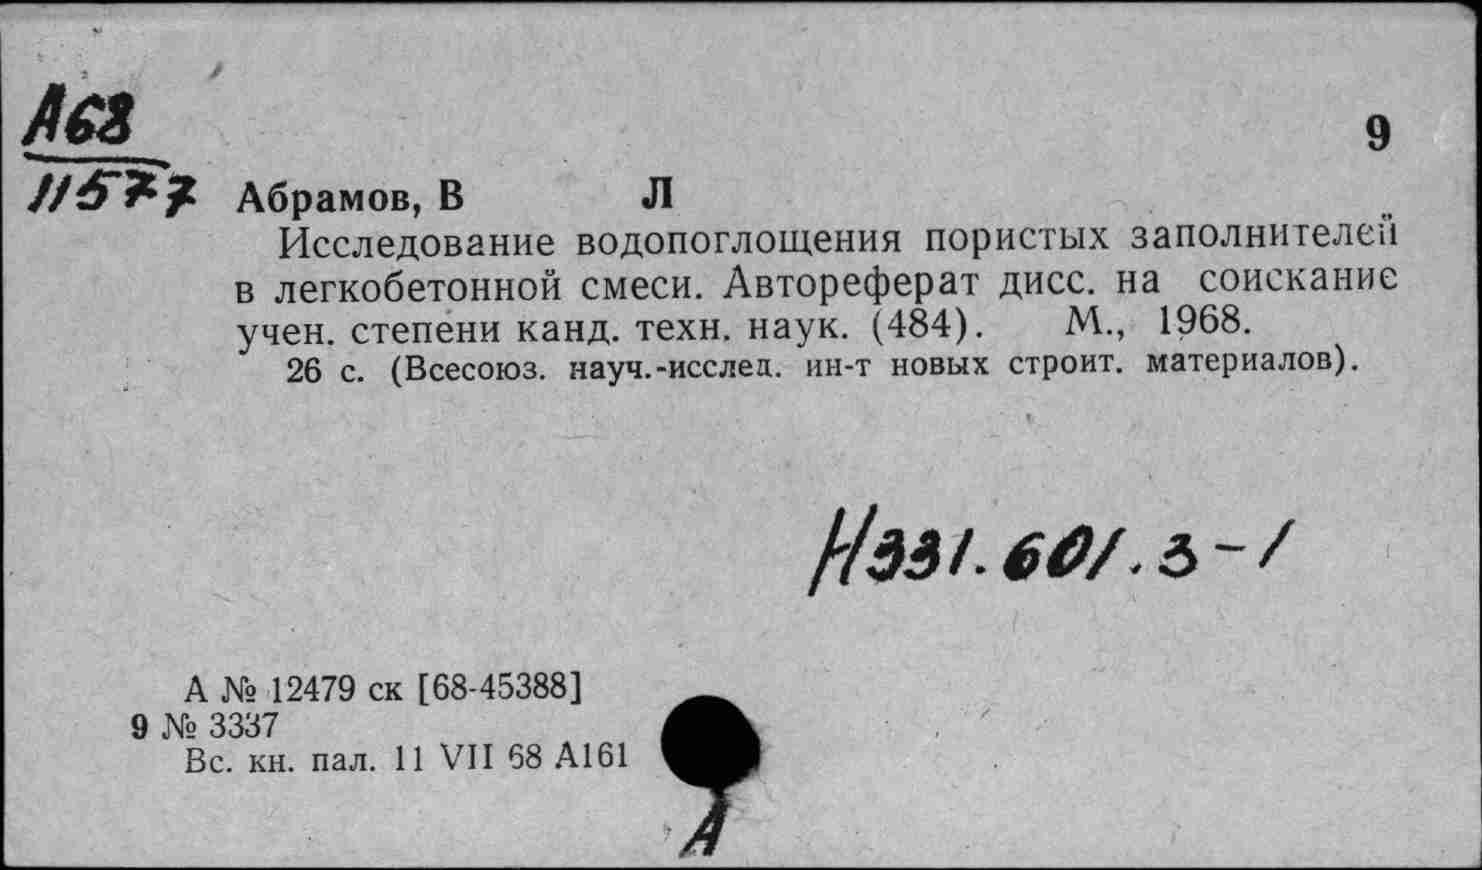 А68
11577
9
Абрамов, В Л
Исследование водопоглощения пористых заполнителей
в легкобетонной смеси. Автореферат дисс. на соискание
учен. степени канд. техн. наук. (484). М., 1968.
26 с. (Всесоюз. науч.-исслед. ин-т новых строит. материалов).
Н331.601.3-1
А № 12479 ск [68-45388]
9 № 3337
Вс. кн. пал. 11 VII 68 А161
А